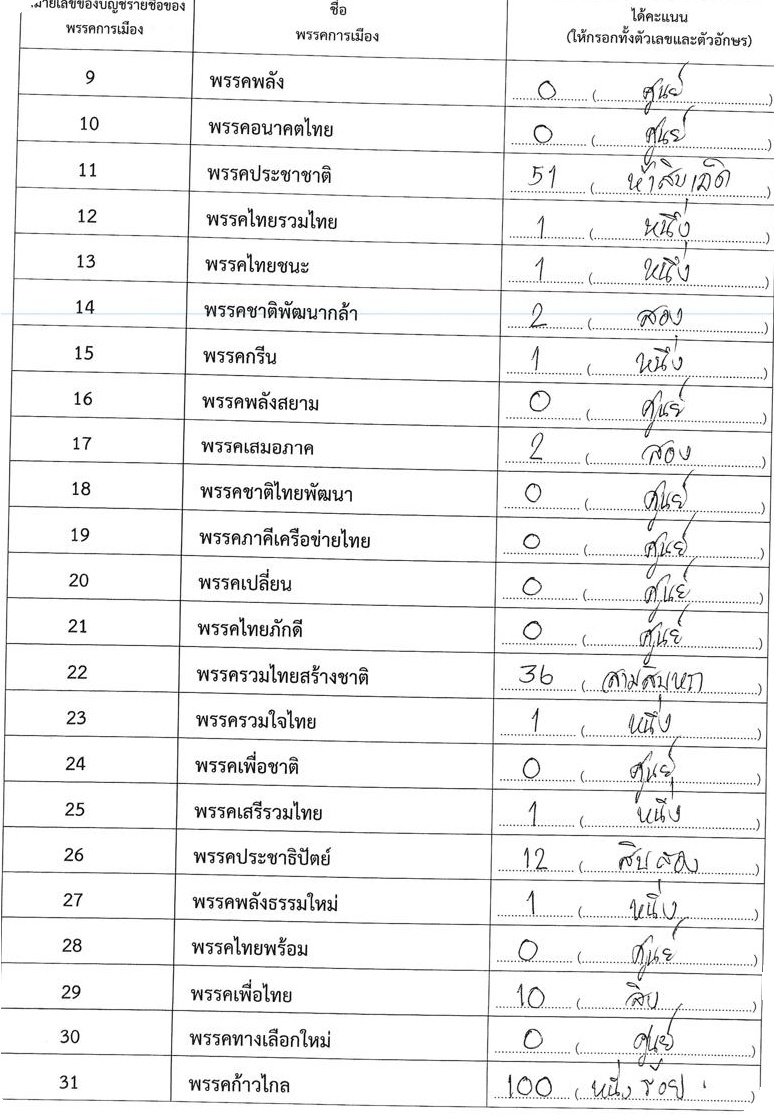 หมายเลขของบัญชีรายชื่อของ
พรรคการเมือง
ชื่อ
พรรคการเมือง
ได้คะแนน
(ให้กรอกทั้งตัวเลขและตัวอักษร)
9 พรรคพลัง 0 (ศูนย์)
10 พรรคอนาคตไทย 0 (ศูนย์)
11 พรรคประชาชาติ 51 (ห้าสิบเอ็ด)
12 พรรคไทยรวมไทย 1 (หนึ่ง)
13 พรรคไทยชนะ 1 (หนึ่ง)
14 พรรคชาติพัฒนากล้า 2 (สอง)
15 พรรคกรีน 1 (หนึ่ง)
16 พรรคพลังสยาม 0 (ศูนย์)
17 พรรคเสมอภาค 2 (สอง)
18 พรรคชาติไทยพัฒนา 0 (ศูนย์)
19 พรรคภาคีเครือข่ายไทย 0 (ศูนย์)
20 พรรคเปลี่ยน 0 (ศูนย์)
21 พรรคไทยภักดี 0 (ศูนย์)
22 พรรครวมไทยสร้างชาติ 36 (สามสิบหก)
23 พรรครวมใจไทย 1 (หนึ่ง)
24 พรรคเพื่อชาติ 0 (ศูนย์)
25 พรรคเสรีรวมไทย 1 (หนึ่ง)
26 พรรคประชาธิปัตย์ 12 (สิบสอง)
27 พรรคพลังธรรมใหม่ 1 (หนึ่ง)
28 พรรคไทยพร้อม 0 (ศูนย์)
29 พรรคเพื่อไทย 10 (สิบ)
30 พรรคทางเลือกใหม่ 0 (ศูนย์)
31 พรรคก้าวไกล 100 (หนึ่งร้อย)